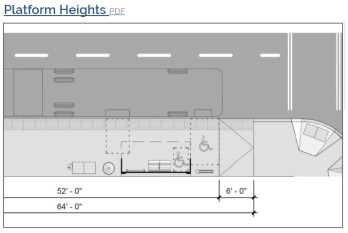 Platform Heights PDF
52' - 0"
6' - 0"
64' - 0"